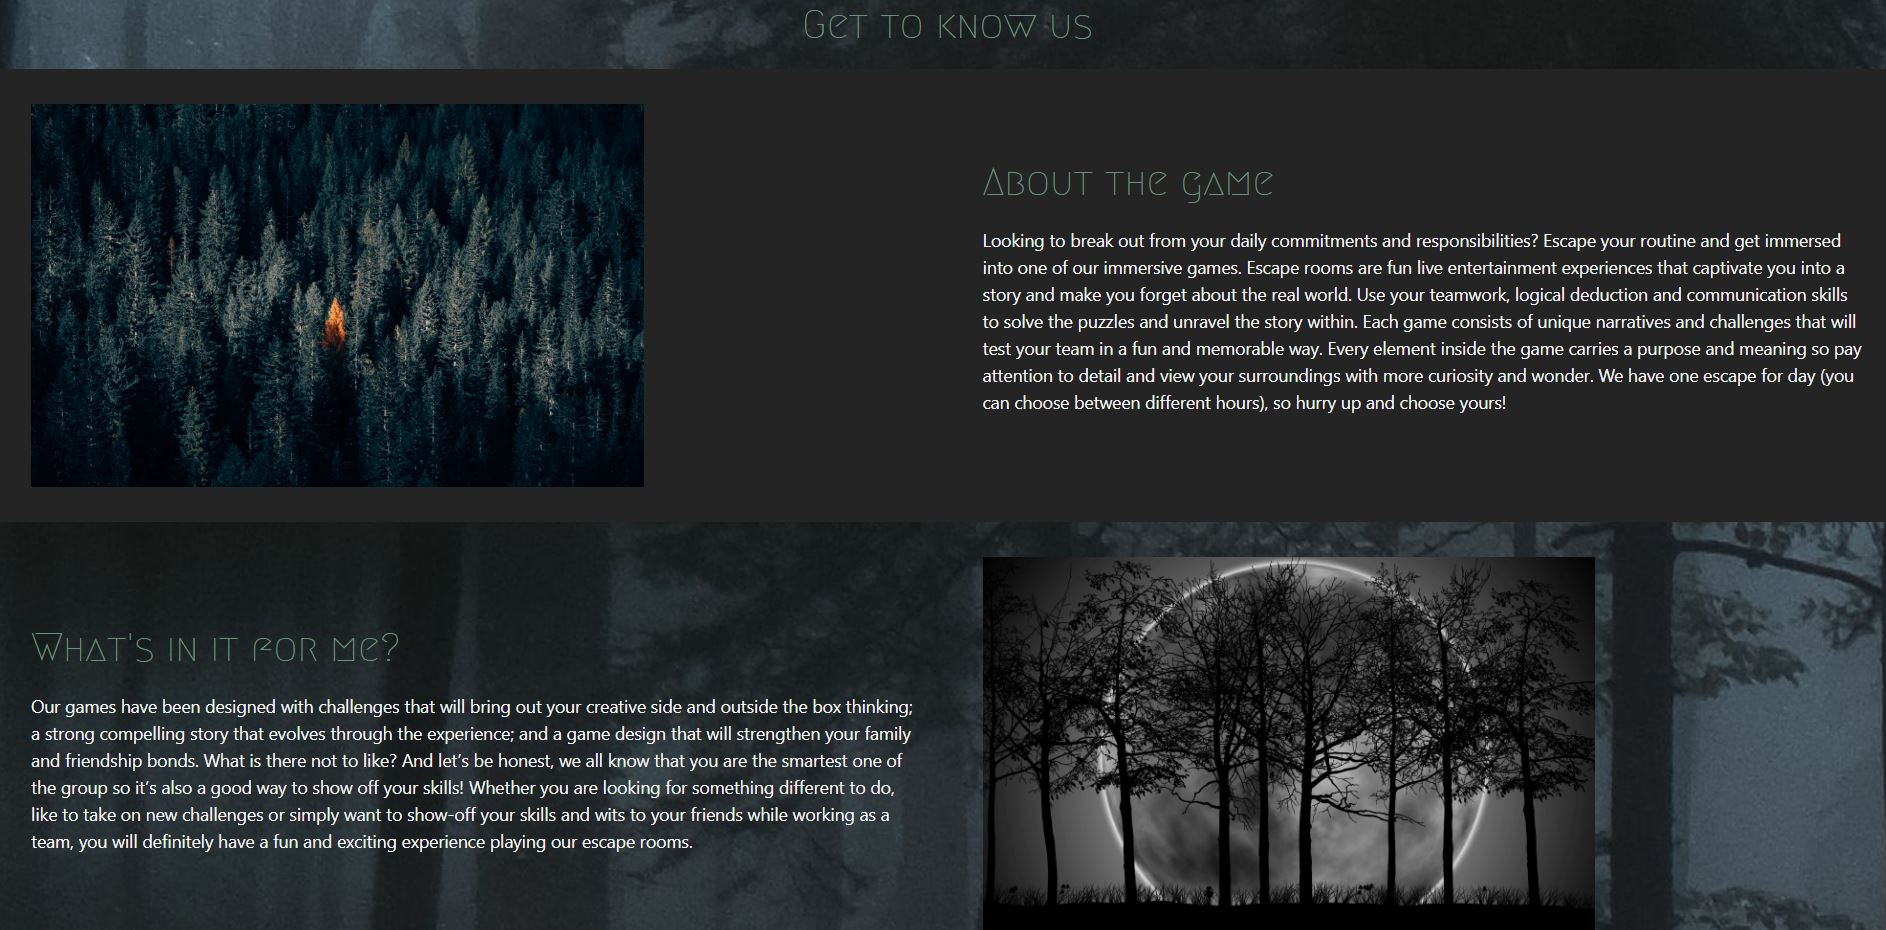 Get to know us
About the game
Looking to break out from your daily commitments and responsibilities? Escape your routine and get immersed
into one of our immersive games. Escape rooms are fun live entertainment experiences that captivate you into a
story and make you forget about the real world. Use your teamwork, logical deduction and communication skills
to solve the puzzles and unravel the story within. Each game consists of unique narratives and challenges that will
test your team in a fun and memorable way. Every element inside the game carries a purpose and meaning so pay
attention to detail and view your surroundings with more curiosity and wonder. We have one escape for day (you
can choose between different hours), so hurry up and choose yours!
What's in it for me?
Our games have been designed with challenges that will bring out your creative side and outside the box thinking;
a strong compelling story that evolves through the experience; and a game design that will strengthen your family
and friendship bonds. What is there not to like? And let’s be honest, we all know that you are the smartest one of
the group so it’s also a good way to show off your skills! Whether you are looking for something different to do,
like to take on new challenges or simply want to show-off your skills and wits to your friends while working as a
team, you will definitely have a fun and exciting experience playing our escape rooms.